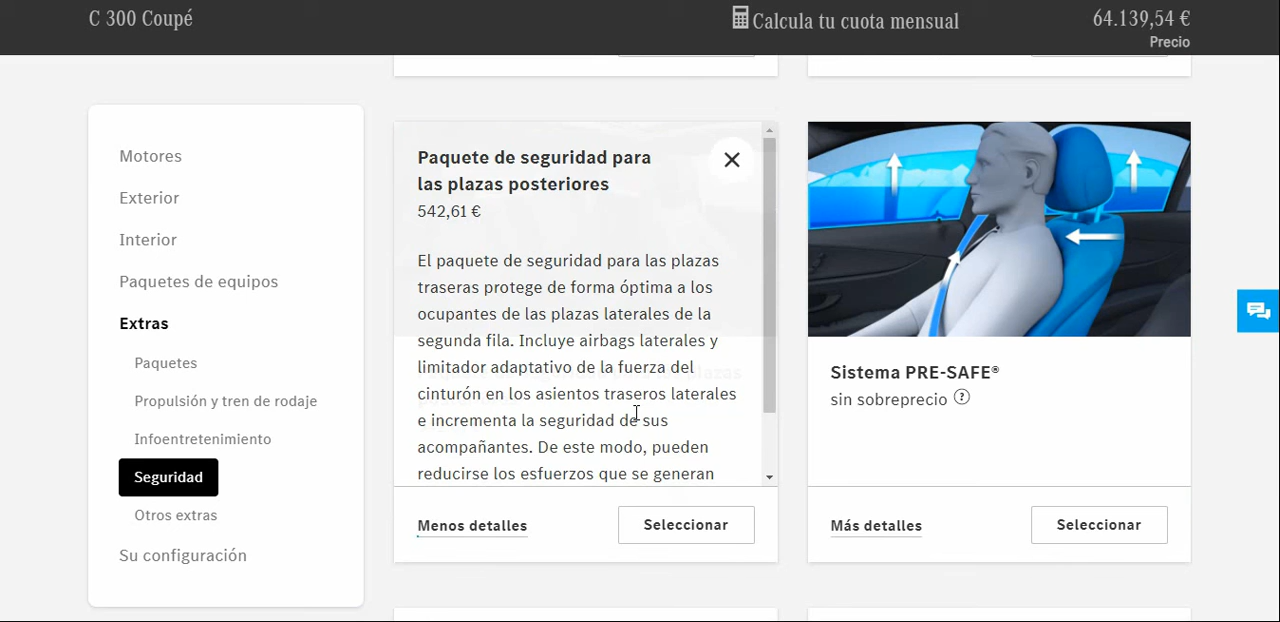 C 300 Coupé
Calcula tu cuota mensual
64.139,54 €
Precio
Motores
Exterior
Interior
Paquetes de equipos
Extras
Paquetes
Propulsión y tren de rodaje
Infoentretenimiento
Seguridad
Otros extras
Su configuración
Paquete de seguridad para
las plazas posteriores
542,61 €
El paquete de seguridad para las plazas
traseras protege de forma óptima a los
ocupantes de las plazas laterales de la
segunda fila. Incluye airbags laterales y
limitador adaptativo de la fuerza del
cinturón en los asientos traseros laterales
e incrementa la seguridad de sus
acompañantes. De este modo, pueden
reducirse los esfuerzos que se generan
Menos detalles
Seleccionar
Sistema PRE-SAFE®
sin sobreprecio ?
Más detalles
Seleccionar